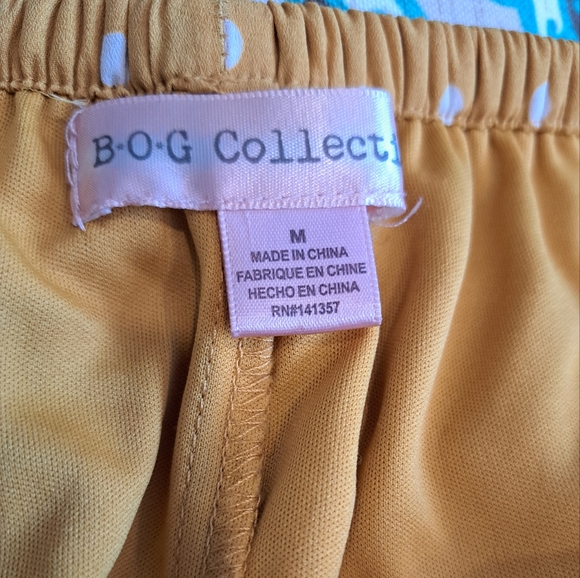 B*O*G Collecti
M
MADE IN CHINA
FABRIQUE EN CHINE
HECHO EN CHINA
RN#141357